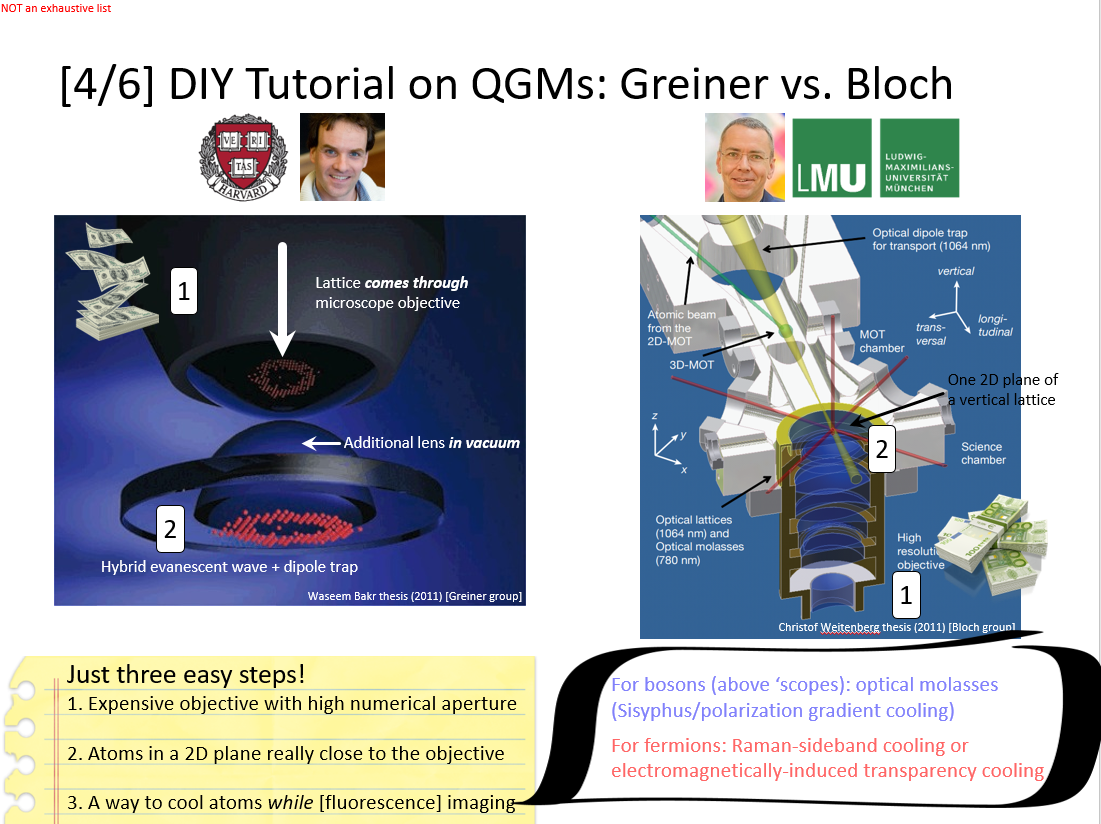 NOT an exhaustive list
[4/6] DIY Tutorial on QGMs: Greiner vs. Bloch
VE RI
TAS
HARVARD
LMU
LUDWIG-
MAXIMILIANS-
UNIVERSITÄT
MÜNCHEN
1
Lattice comes through
microscope objective
Additional lens in vacuum
2
Hybrid evanescent wave + dipole trap
Waseem Bakr thesis (2011) [Greiner group]
Optical dipole trap
for transport (1064 nm)
vertical
trans-
versal
longi-
tudinal
Atomic beam
from the
2D-MOT
MOT
chamber
3D-MOT
One 2D plane of
a vertical lattice
z
y
x
2
Science
chamber
Optical lattices
(1064 nm) and
Optical molasses
(780 nm)
High
resoluti
objective
1
Christof Weitenberg thesis (2011) [Bloch group]
Just three easy steps!
1. Expensive objective with high numerical aperture
2. Atoms in a 2D plane really close to the objective
3. A way to cool atoms while [fluorescence] imaging
For bosons (above ‘scopes): optical molasses
(Sisyphus/polarization gradient cooling)
For fermions: Raman-sideband cooling or
electromagnetically-induced transparency cooling